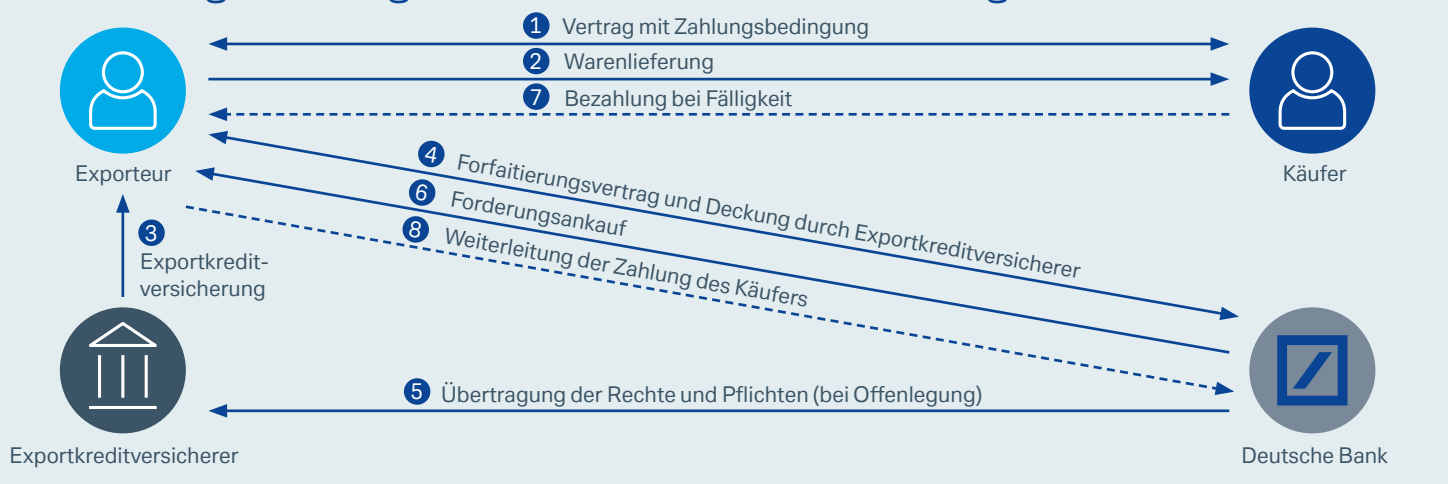 1 Vertrag mit Zahlungsbedingung
2 Warenlieferung
7 Bezahlung bei Fälligkeit
Exporteur
Käufer
4 Forfaitierungsvertrag und Deckung durch Exportkreditversicherer
6 Forderungsankauf
8 Weiterleitung der Zahlung des Käufers
3
Exportkredit-
versicherung
5 Übertragung der Rechte und Pflichten (bei Offenlegung)
Exportkreditversicherer
Deutsche Bank